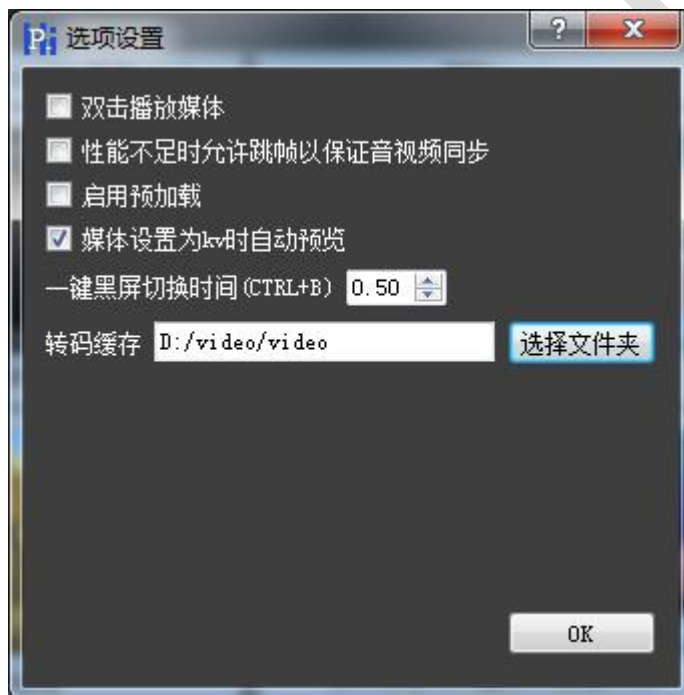 选项设置
双击播放媒体
性能不足时允许跳帧以保证音视频同步
启用预加载
媒体设置为kv时自动预览
一键黑屏切换时间(CTRL+B) 0.50
转码缓存 D:/video/video 选择文件夹
OK